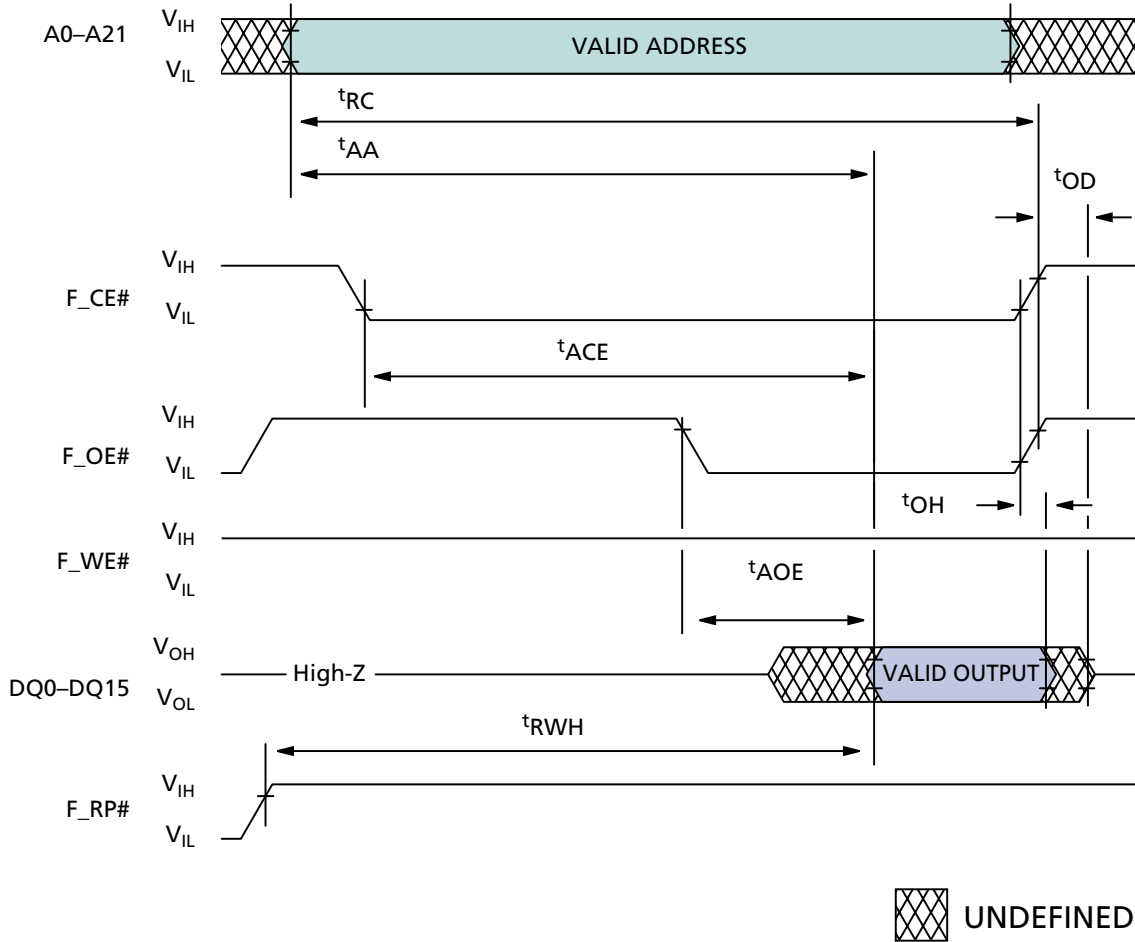 A0–A21
VIH
VIL
VALID ADDRESS
tRC
tAA
tOD
F_CE#
VIH
VIL
tACE
F_OE#
VIH
VIL
tOH
F_WE#
VIH
VIL
tAOE
DQ0–DQ15
VOH
VOL
High-Z
VALID OUTPUT
tRWH
F_RP#
VIH
VIL
UNDEFINED